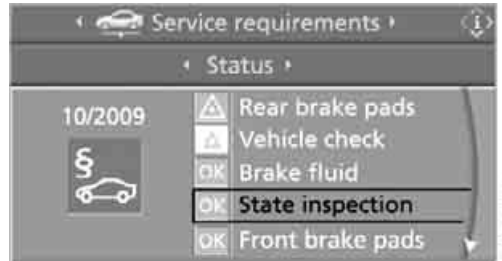 Service requirements
i
Status
10/2009
Rear brake pads
Vehicle check
§
OK Brake fluid
OK State inspection
OK Front brake pads